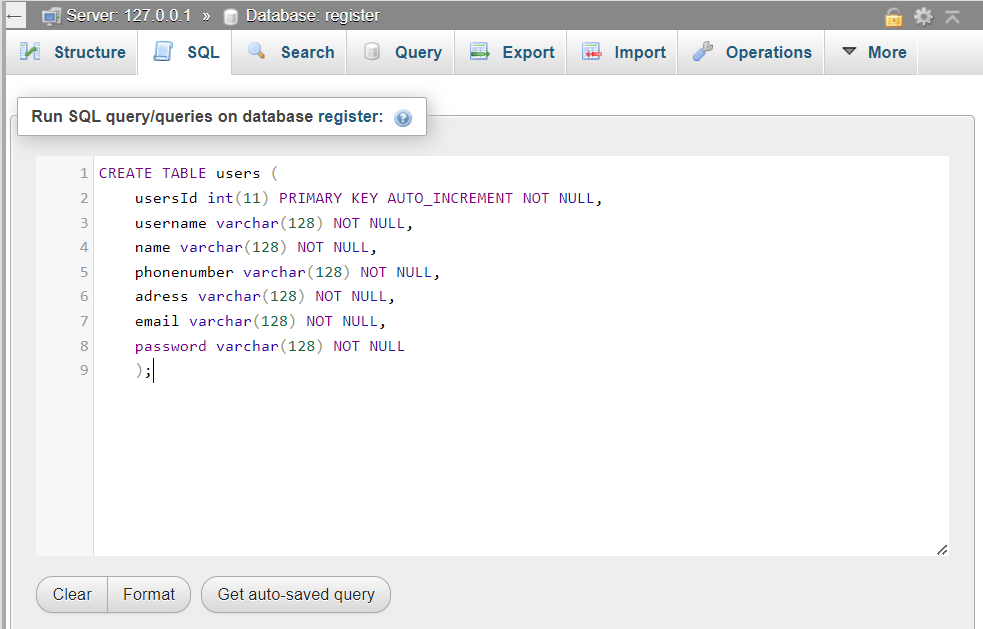 Server: 127.0.0.1 » Database: register
Structure SQL Search Query Export Import Operations More
Run SQL query/queries on database register:
1 CREATE TABLE users (
2 usersId int(11) PRIMARY KEY AUTO_INCREMENT NOT NULL,
3 username varchar(128) NOT NULL,
4 name varchar(128) NOT NULL,
5 phonenumber varchar(128) NOT NULL,
6 adress varchar(128) NOT NULL,
7 email varchar(128) NOT NULL,
8 password varchar(128) NOT NULL
9 );
Clear Format Get auto-saved query